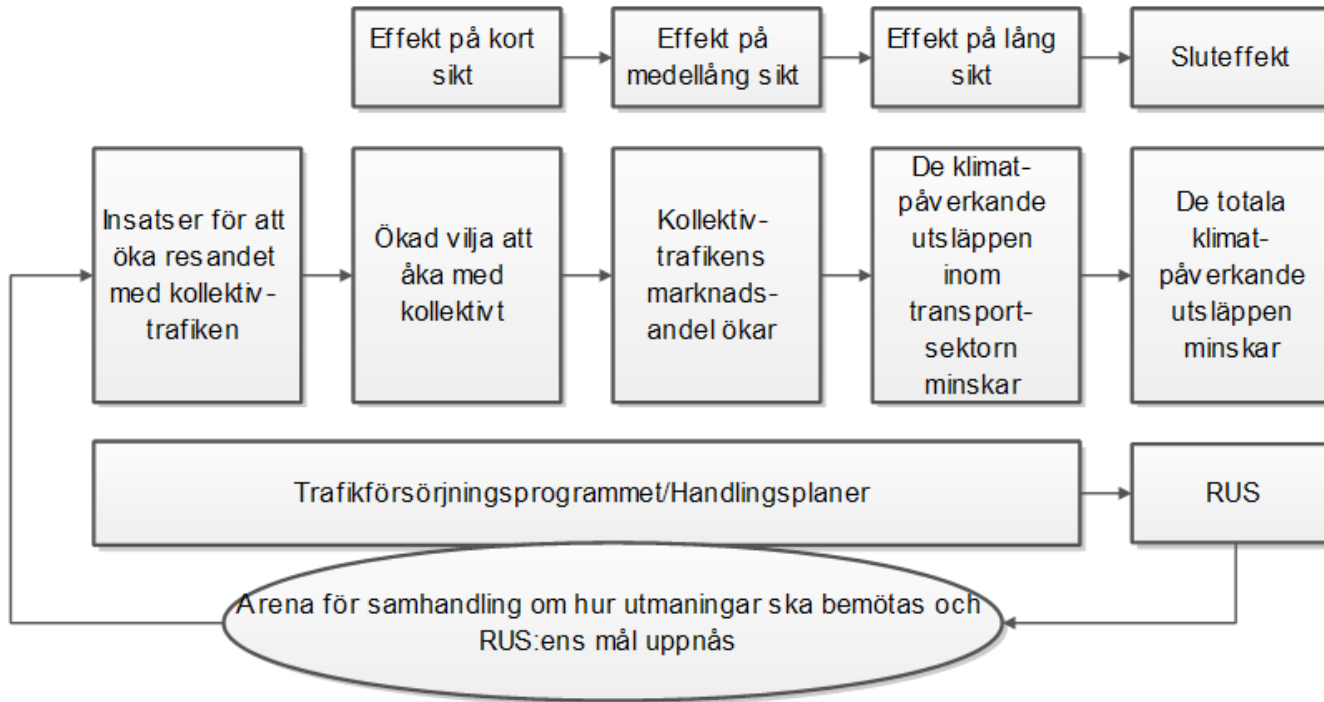 Effekt på kort
sikt
Effekt på
medellång sikt
Effekt på lång
sikt
Sluteffekt
Insatser för att
öka resandet
med kollektiv-
trafiken
Ökad vilja att
åka med
kollektivt
Kollektiv-
trafikens
marknads-
andel ökar
De klimat-
påverkande
utsläppen
inom
transport-
sektorn
minskar
De totala
klimat-
påverkande
utsläppen
minskar
Trafikförsörjningsprogrammet/Handlingsplaner
RUS
Arena för samhandling om hur utmaningar ska bemötas och
RUS:ens mål uppnås